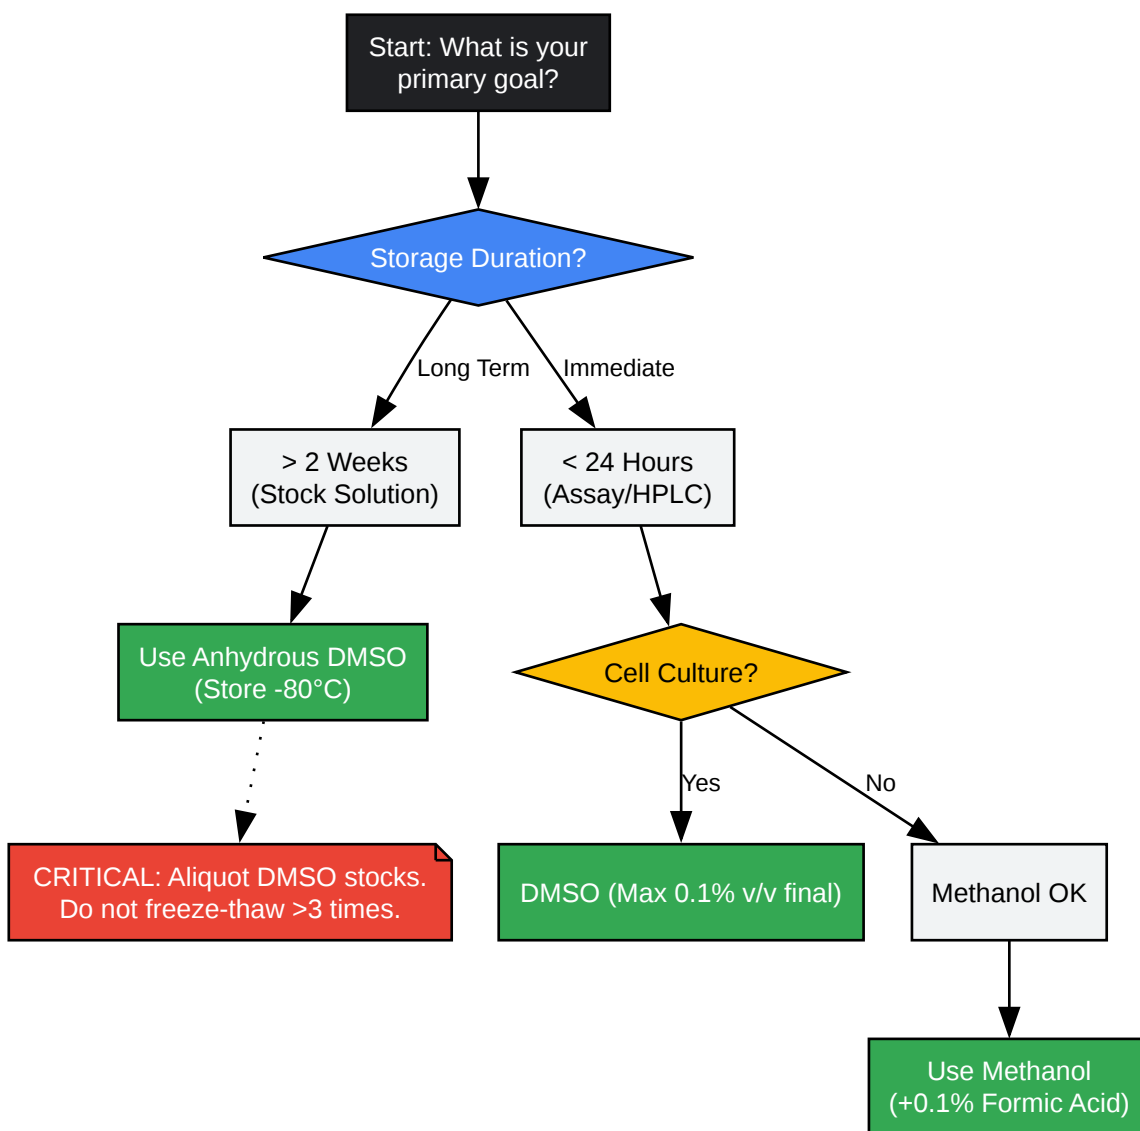 Start: What is your
primary goal?
Storage Duration?
Long Term
Immediate
> 2 Weeks
(Stock Solution)
< 24 Hours
(Assay/HPLC)
Use Anhydrous DMSO
(Store -80°C)
Cell Culture?
Yes
No
CRITICAL: Aliquot DMSO stocks.
Do not freeze-thaw >3 times.
DMSO (Max 0.1% v/v final)
Methanol OK
Use Methanol
(+0.1% Formic Acid)